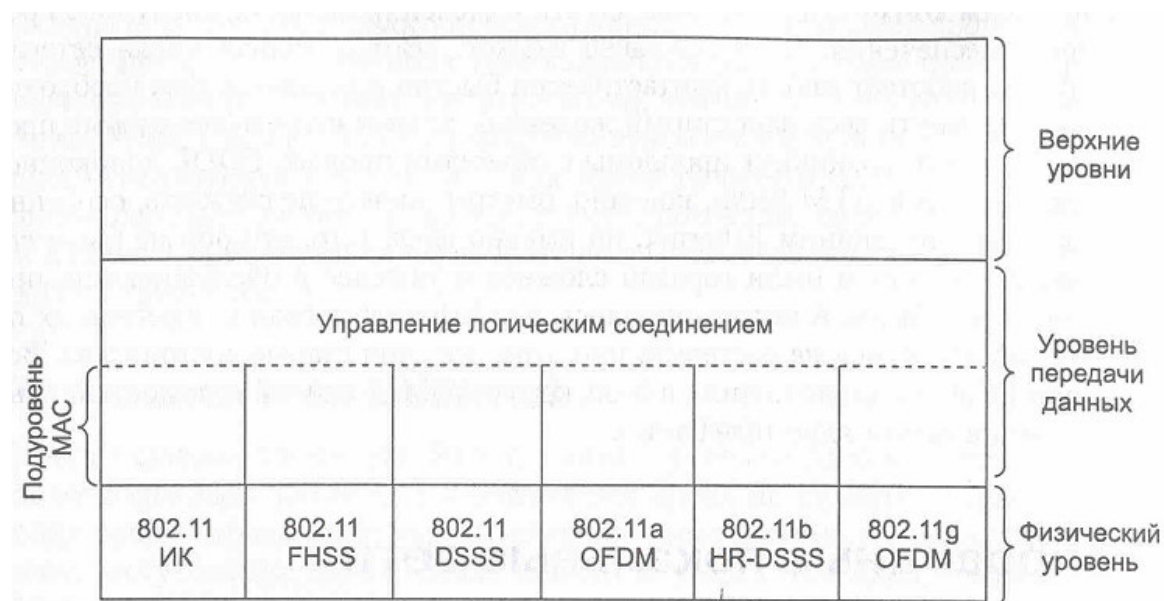 Верхние
уровни
Управление логическим соединением
Уровень
передачи
данных
Подуровень
MAC
802.11
ИК
802.11
FHSS
802.11
DSSS
802.11a
OFDM
802.11b
HR-DSSS
802.11g
OFDM
Физический
уровень